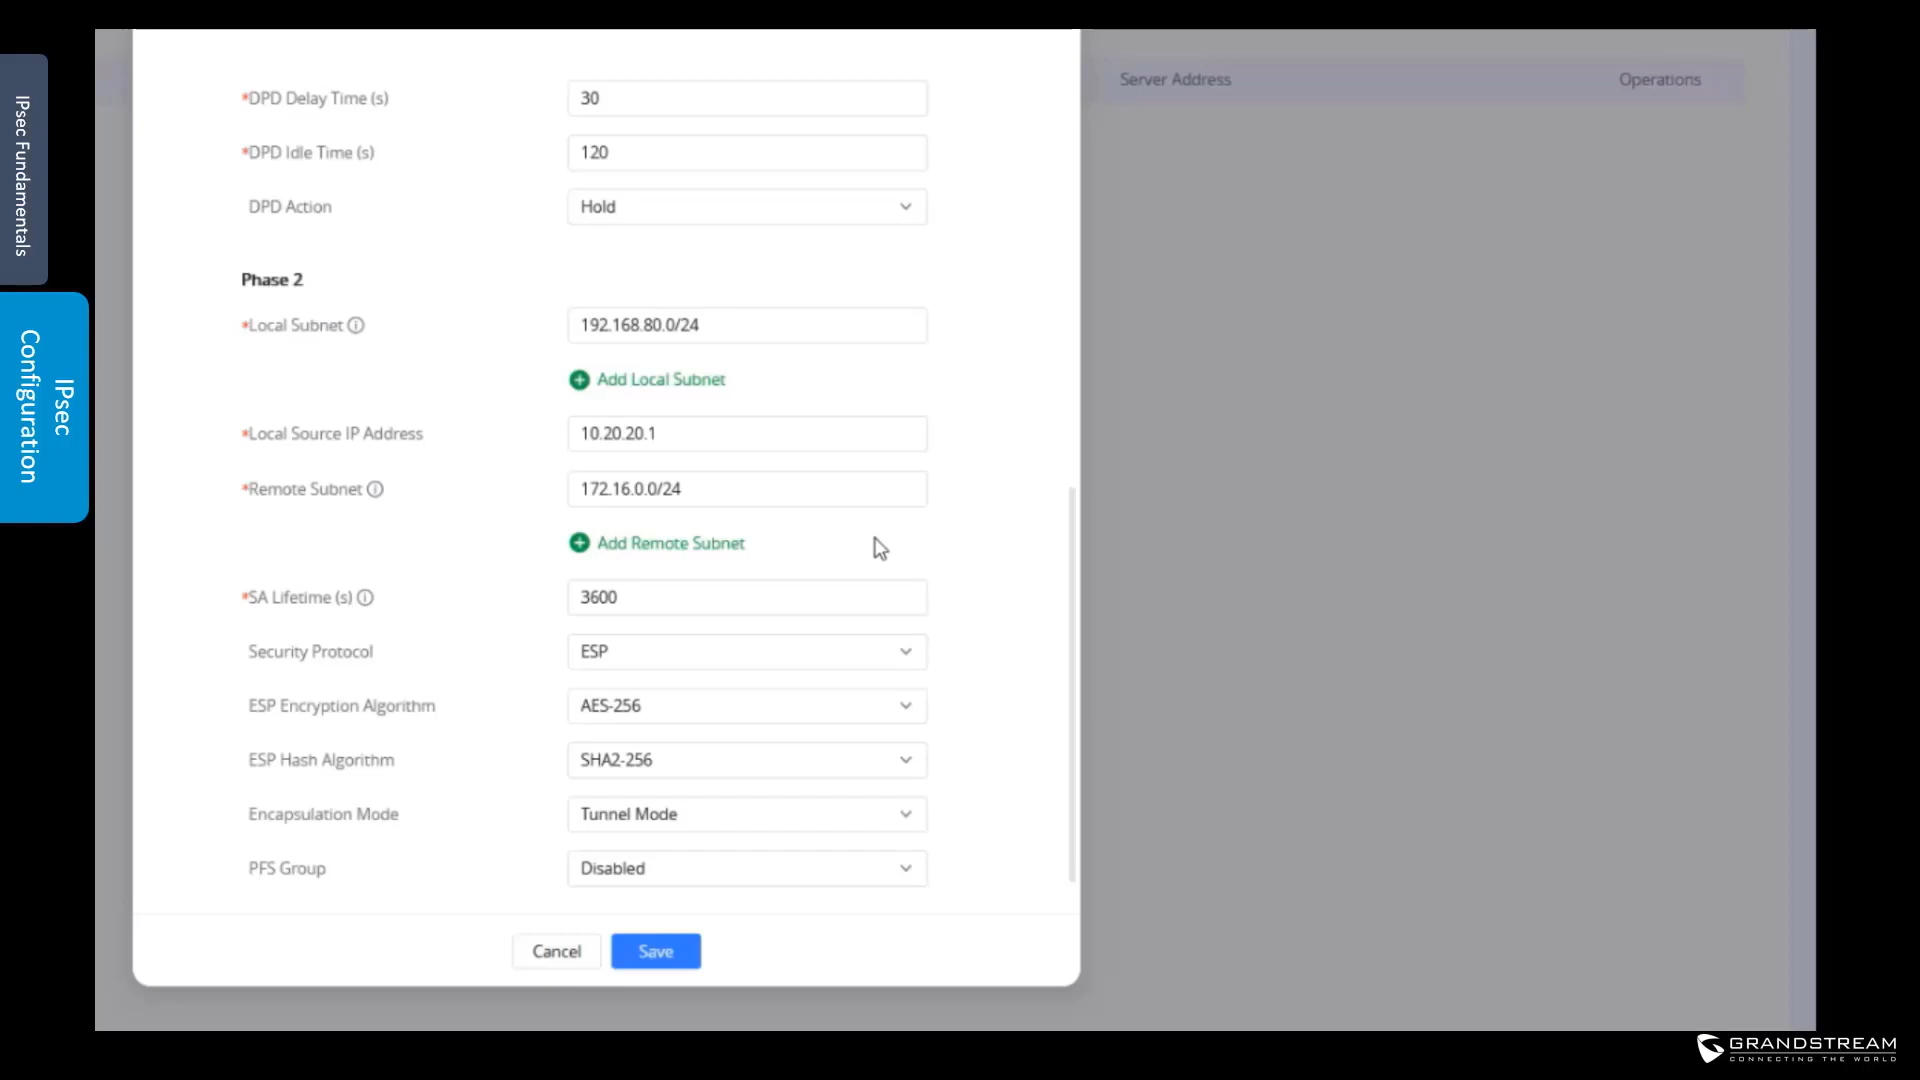 IPsec Fundamentals
IPsec
Configuration
Server Address
Operations
*DPD Delay Time (s)
30
*DPD Idle Time (s)
120
DPD Action
Hold
Phase 2
*Local Subnet
192.168.80.0/24
Add Local Subnet
*Local Source IP Address
10.20.20.1
*Remote Subnet
172.16.0.0/24
Add Remote Subnet
*SA Lifetime (s)
3600
Security Protocol
ESP
ESP Encryption Algorithm
AES-256
ESP Hash Algorithm
SHA2-256
Encapsulation Mode
Tunnel Mode
PFS Group
Disabled
Cancel
Save
GRANDSTREAM
CONNECTING THE WORLD